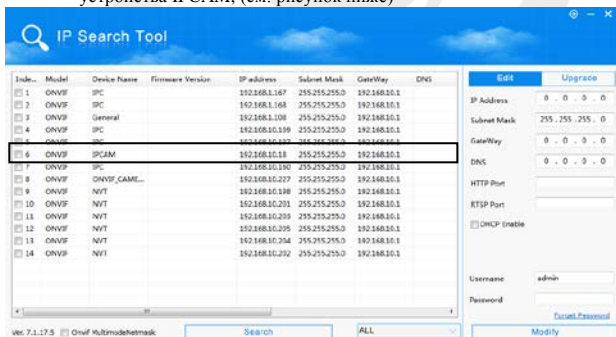 устройства IPCAM, (см. рисунок ниже)
IP Search Tool
Inde... Model Device Name Firmware Version IP address Subnet Mask GateWay DNS
1 ONVIF IPC 192.168.1.167 255.255.255.0 192.168.10.1
2 ONVIF IPC 192.168.1.168 255.255.255.0 192.168.10.1
3 ONVIF General 192.168.1.108 255.255.255.0 192.168.10.1
4 ONVIF IPC 192.168.10.199 255.255.255.0 192.168.10.1
6 ONVIF IPCAM 192.168.10.18 255.255.255.0 192.168.10.1
7 ONVIF IPC 192.168.10.190 255.255.255.0 192.168.10.1
8 ONVIF ONVIF_CAME... 192.168.10.227 255.255.255.0 192.168.10.1
9 ONVIF NVT 192.168.10.198 255.255.255.0 192.168.10.1
10 ONVIF NVT 192.168.10.201 255.255.255.0 192.168.10.1
11 ONVIF NVT 192.168.10.203 255.255.255.0 192.168.10.1
12 ONVIF NVT 192.168.10.205 255.255.255.0 192.168.10.1
13 ONVIF NVT 192.168.10.204 255.255.255.0 192.168.10.1
14 ONVIF NVT 192.168.10.202 255.255.255.0 192.168.10.1
Edit Upgrade
IP Address 0 . 0 . 0 . 0
Subnet Mask 255 . 255 . 255 . 0
GateWay 0 . 0 . 0 . 0
DNS 0 . 0 . 0 . 0
HTTP Port
RTSP Port
DHCP Enable
Username admin
Password
Forget Password
Ver. 7.1.17.5 Onvif MultimodeNetmask Search ALL Modify